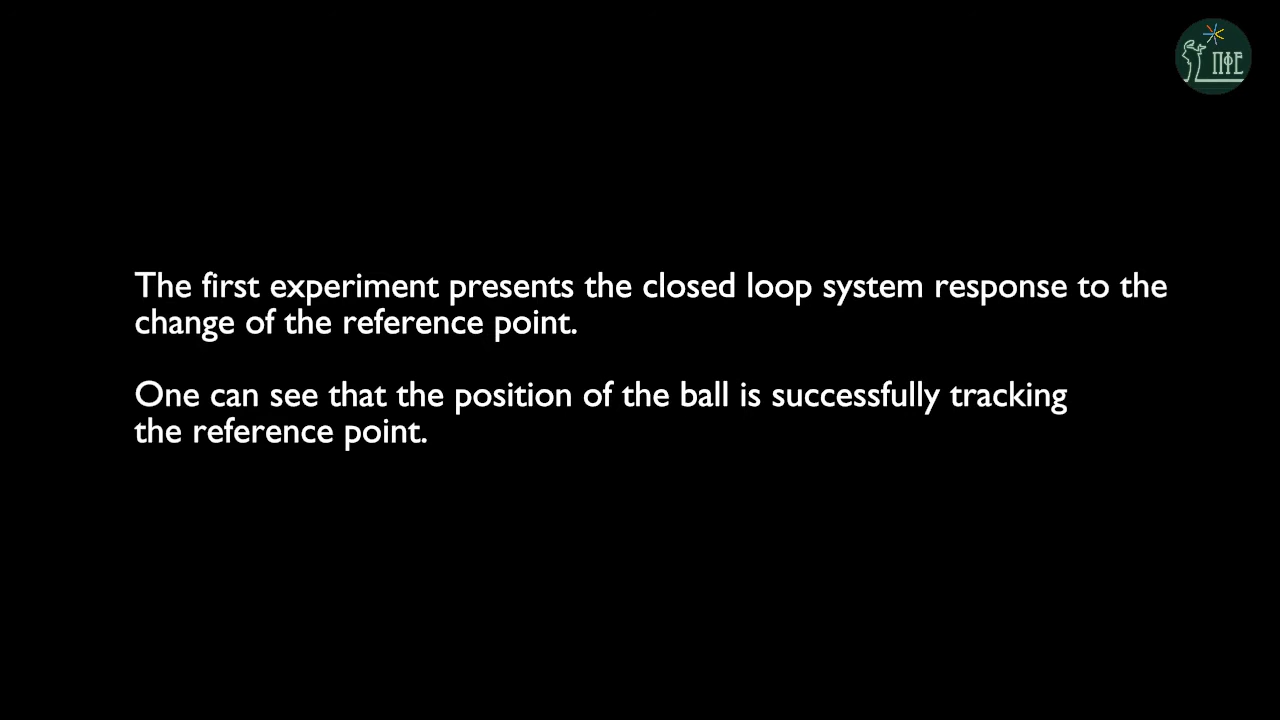 ΠΦΕ
The first experiment presents the closed loop system response to the
change of the reference point.
One can see that the position of the ball is successfully tracking
the reference point.